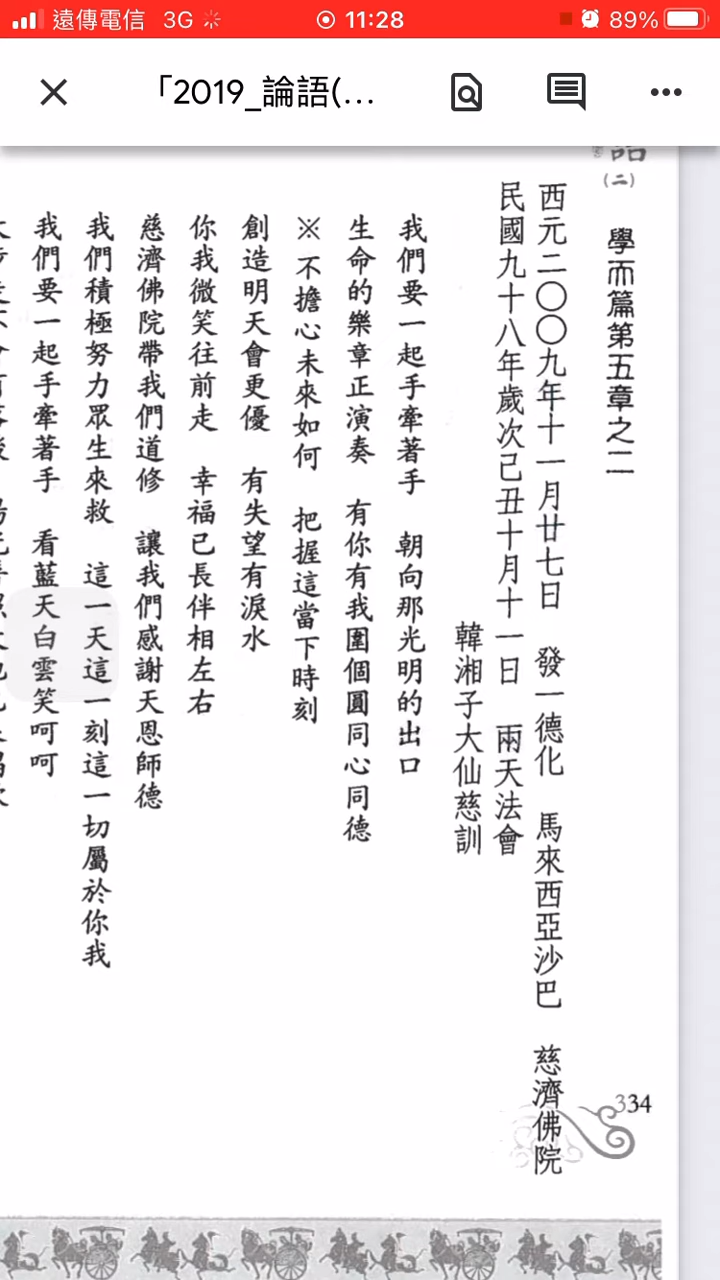 遠傳電信 3G 11:28 89%
「2019_論語(...
(二)
學而篇第五章之二
西元二〇〇九年十一月廿七日 發一德化 馬來西亞沙巴 慈濟佛院
民國九十八年歲次己丑十月十一日 兩天法會
韓湘子大仙慈訓
我們要一起手牽著手 朝向那光明的出口
生命的樂章正演奏 有你有我圍個圓同心同德
※不擔心未來如何 把握這當下時刻
創造明天會更優 有失望有淚水
你我微笑往前走 幸福已長伴相左右
慈濟佛院帶我們道修 讓我們感謝天恩師德
我們積極努力眾生來救 這一天這一刻這一切屬於你我
我們要一起手牽著手 看藍天白雲笑呵呵
334